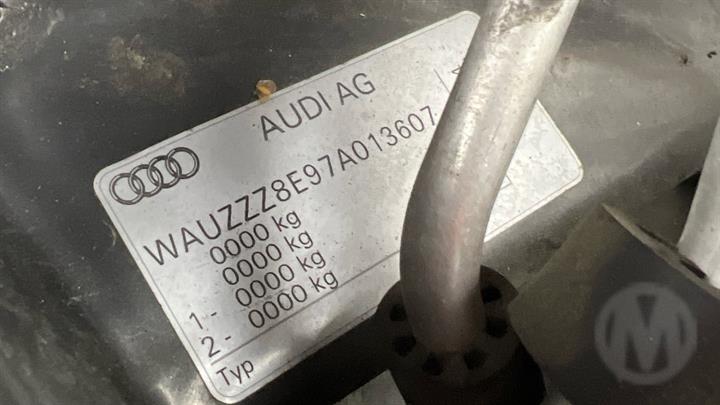 AUDI AG
WAUZZZ8E97A013607
0000 kg
0000 kg
1- 0000 kg
2- 0000 kg
Typ
M